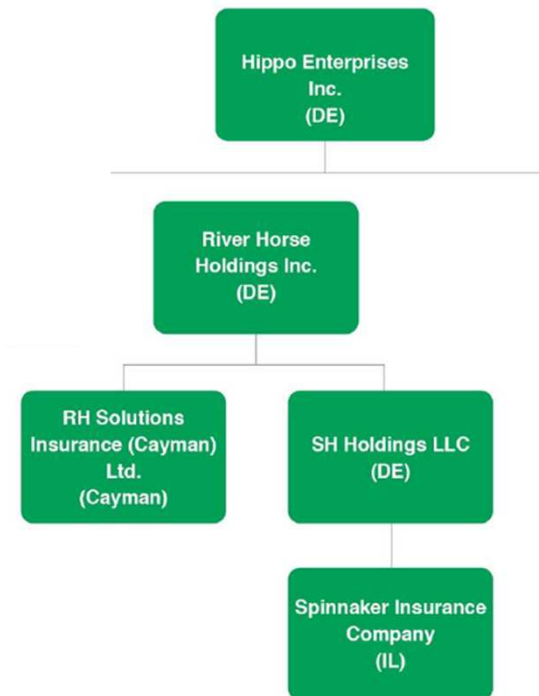 Hippo Enterprises
Inc.
(DE)
River Horse
Holdings Inc.
(DE)
RH Solutions
Insurance (Cayman)
Ltd.
(Cayman)
SH Holdings LLC
(DE)
Spinnaker Insurance
Company
(IL)